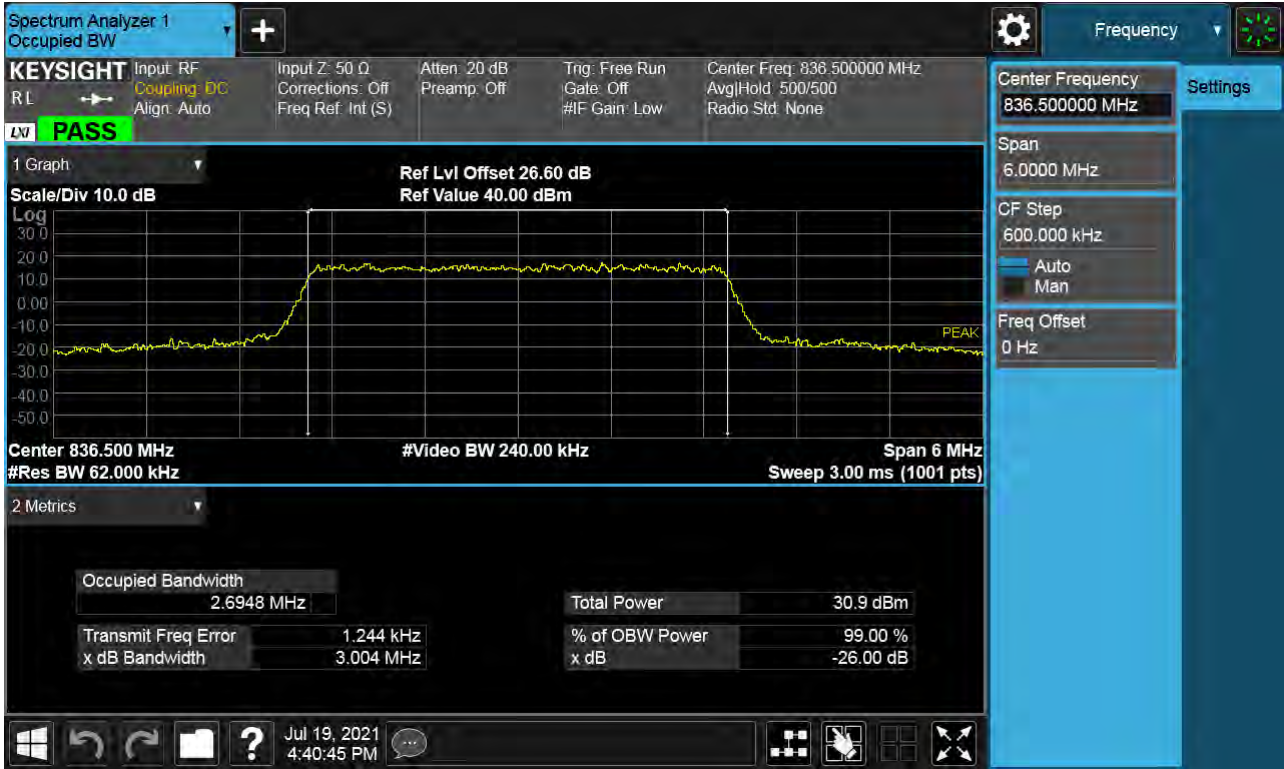 Spectrum Analyzer 1
Occupied BW
Frequency
KEYSIGHT
RL
LXI
PASS
Input: RF
Coupling: DC
Align: Auto
Input Z: 50 Ω
Corrections: Off
Freq Ref: Int (S)
Atten: 20 dB
Preamp: Off
Trig: Free Run
Gate: Off
#IF Gain: Low
Center Freq: 836.500000 MHz
Avg|Hold: 500/500
Radio Std: None
Center Frequency
836.500000 MHz
Settings
Span
6.0000 MHz
CF Step
600.000 kHz
Auto
Man
Freq Offset
0 Hz
1 Graph
Scale/Div 10.0 dB
Ref Lvl Offset 26.60 dB
Ref Value 40.00 dBm
Log
30.0
20.0
10.0
0.00
-10.0
-20.0
-30.0
-40.0
-50.0
PEAK
Center 836.500 MHz
#Video BW 240.00 kHz
Span 6 MHz
#Res BW 62.000 kHz
Sweep 3.00 ms (1001 pts)
2 Metrics
Occupied Bandwidth
2.6948 MHz
Total Power 30.9 dBm
Transmit Freq Error 1.244 kHz
% of OBW Power 99.00 %
x dB Bandwidth 3.004 MHz
x dB -26.00 dB
?
Jul 19, 2021
4:40:45 PM